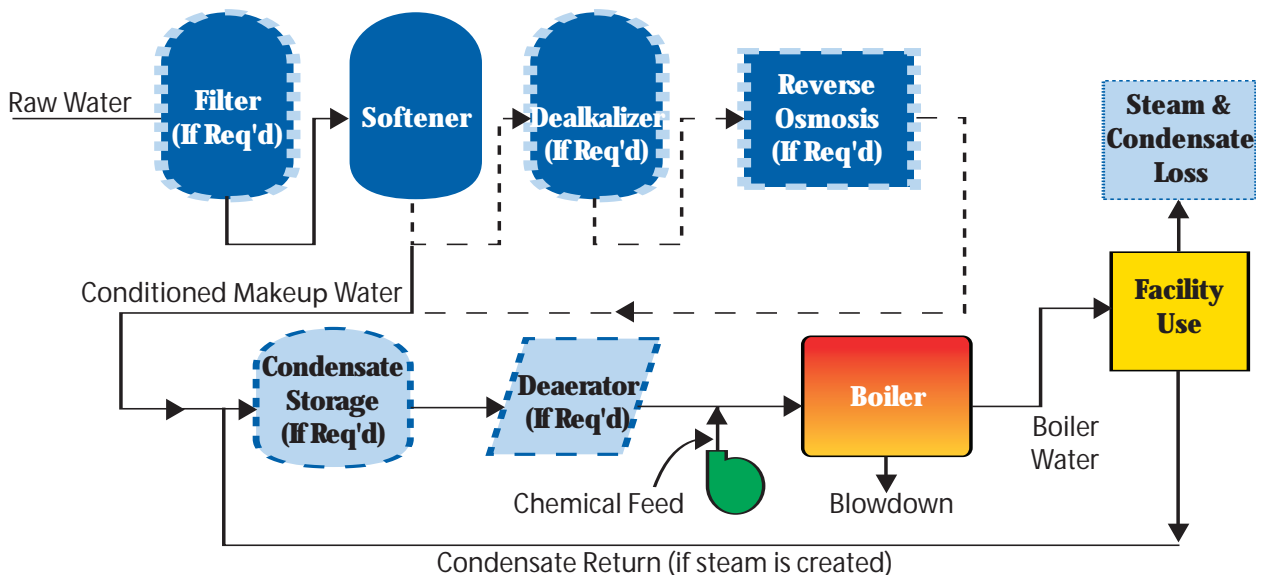 Raw Water
Filter
(If Req'd)
Softener
Dealkalizer
(If Req'd)
Reverse
Osmosis
(If Req'd)
Steam &
Condensate
Loss
Conditioned Makeup Water
Facility
Use
Condensate
Storage
(If Req'd)
Deaerator
(If Req'd)
Boiler
Boiler
Water
Chemical Feed
Blowdown
Condensate Return (if steam is created)